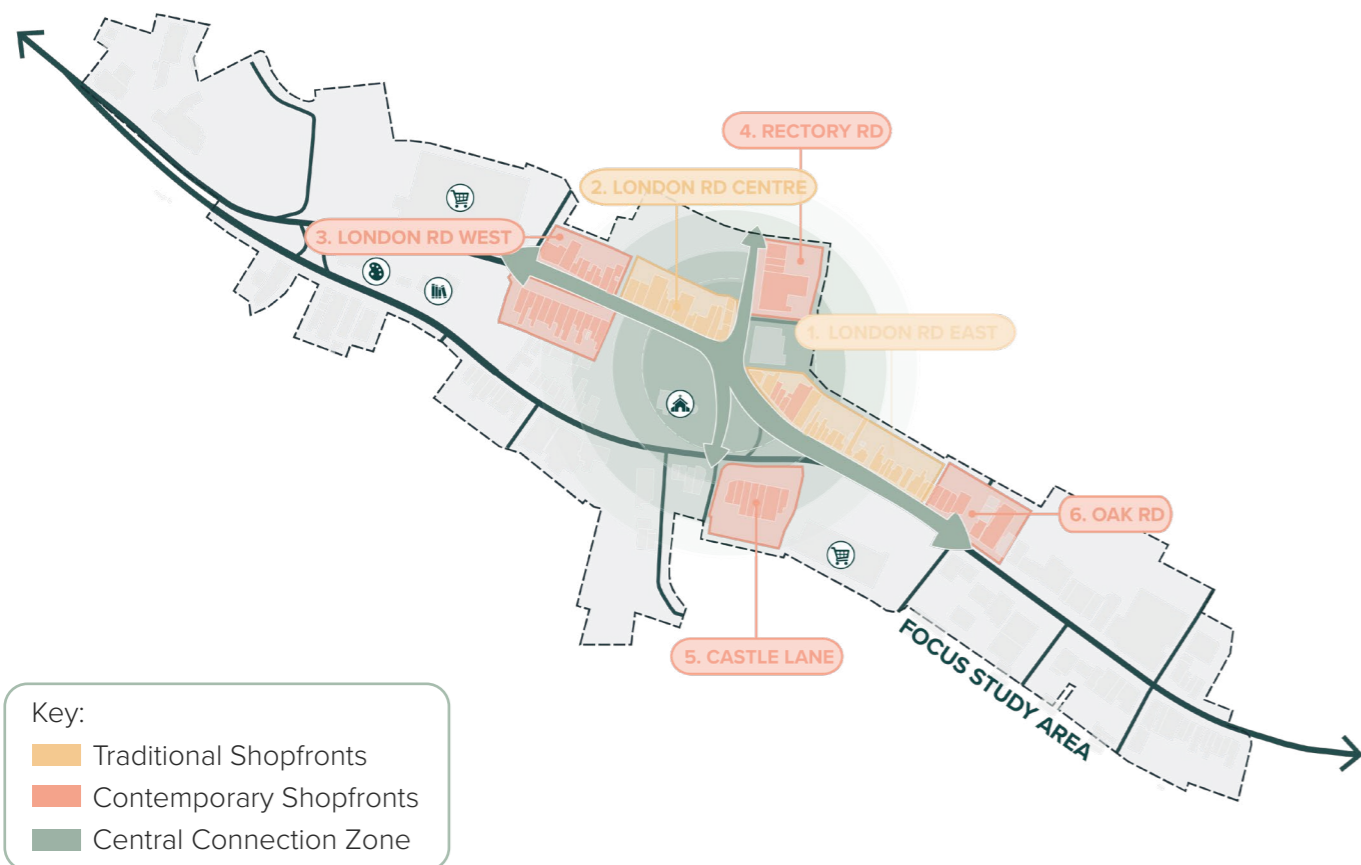 4. RECTORY RD
2. LONDON RD CENTRE
3. LONDON RD WEST
1. LONDON RD EAST
6. OAK RD
5. CASTLE LANE
FOCUS STUDY AREA
Key:
Traditional Shopfronts
Contemporary Shopfronts
Central Connection Zone